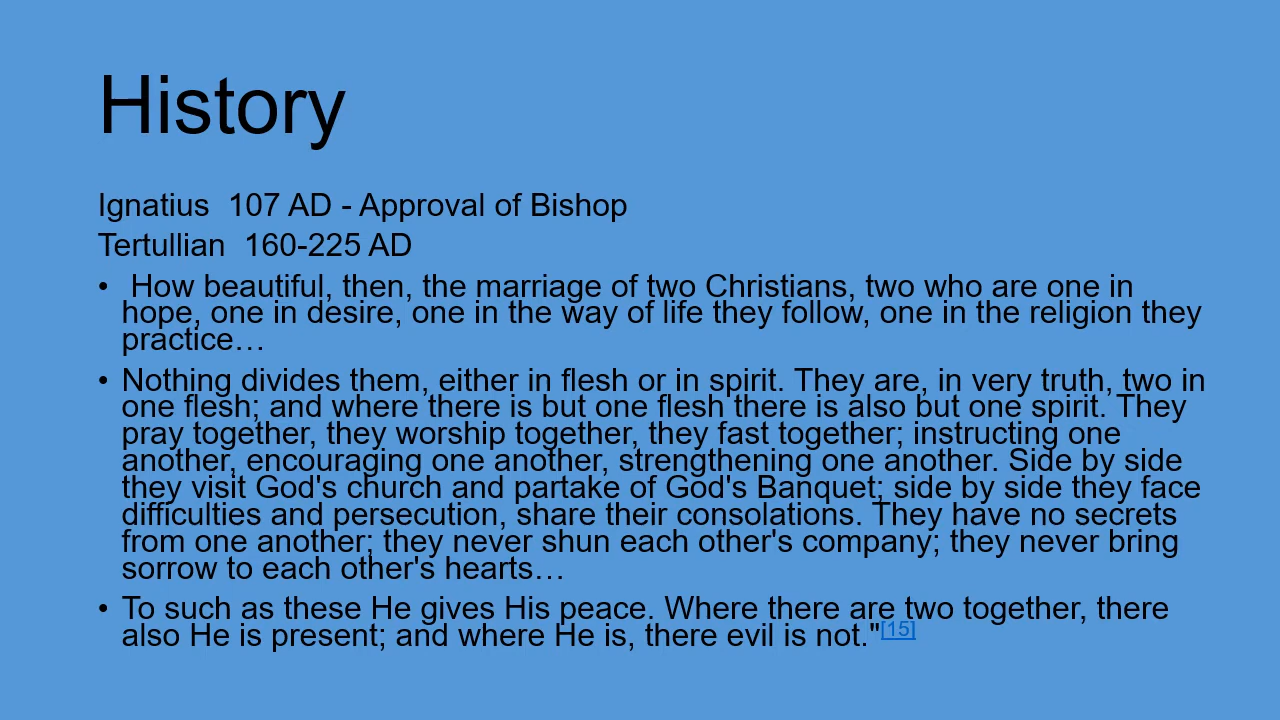 History
Ignatius  107 AD - Approval of Bishop
Tertullian  160-225 AD
•  How beautiful, then, the marriage of two Christians, two who are one in
hope, one in desire, one in the way of life they follow, one in the religion they
practice…
• Nothing divides them, either in flesh or in spirit. They are, in very truth, two in
one flesh; and where there is but one flesh there is also but one spirit. They
pray together, they worship together, they fast together; instructing one
another, encouraging one another, strengthening one another. Side by side
they visit God's church and partake of God's Banquet; side by side they face
difficulties and persecution, share their consolations. They have no secrets
from one another; they never shun each other's company; they never bring
sorrow to each other's hearts…
• To such as these He gives His peace. Where there are two together, there
also He is present; and where He is, there evil is not."[15]